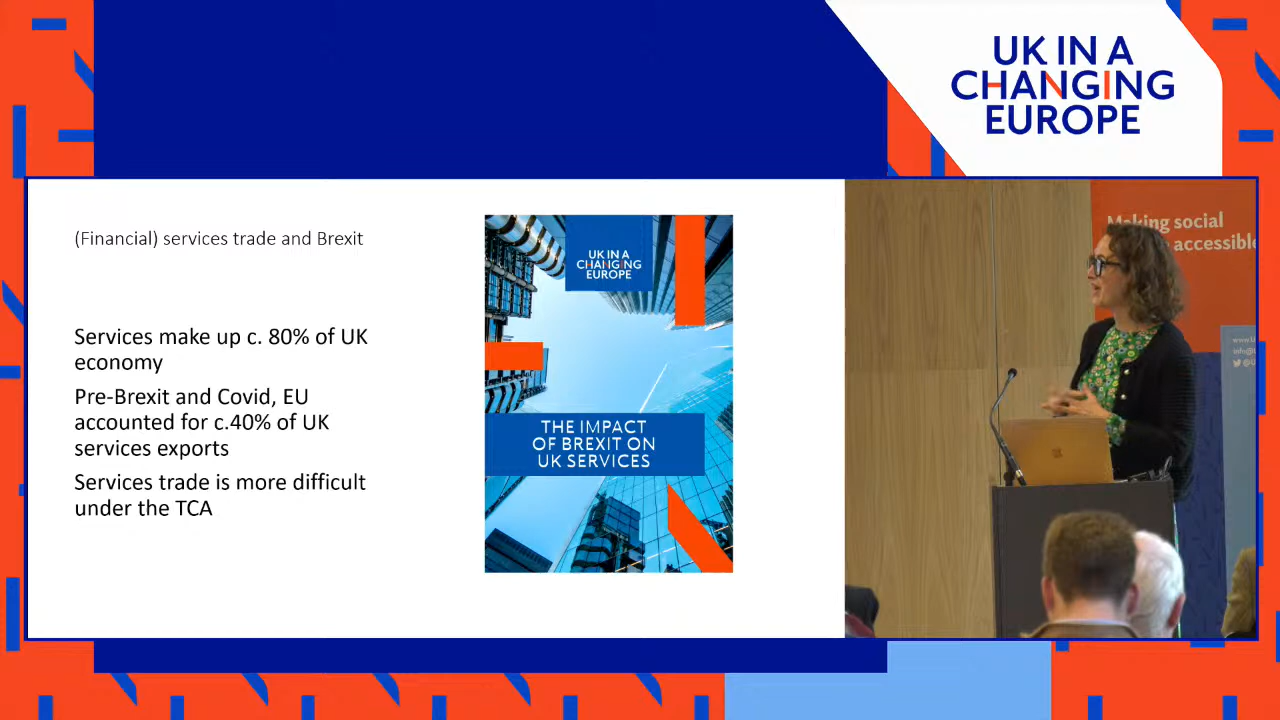 UK IN A
CHANGING
EUROPE
(Financial) services trade and Brexit
Services make up c. 80% of UK
economy
Pre-Brexit and Covid, EU
accounted for c.40% of UK
services exports
Services trade is more difficult
under the TCA
UK IN A
CHANGING
EUROPE
THE IMPACT
OF BREXIT ON
UK SERVICES
Making social
accessible